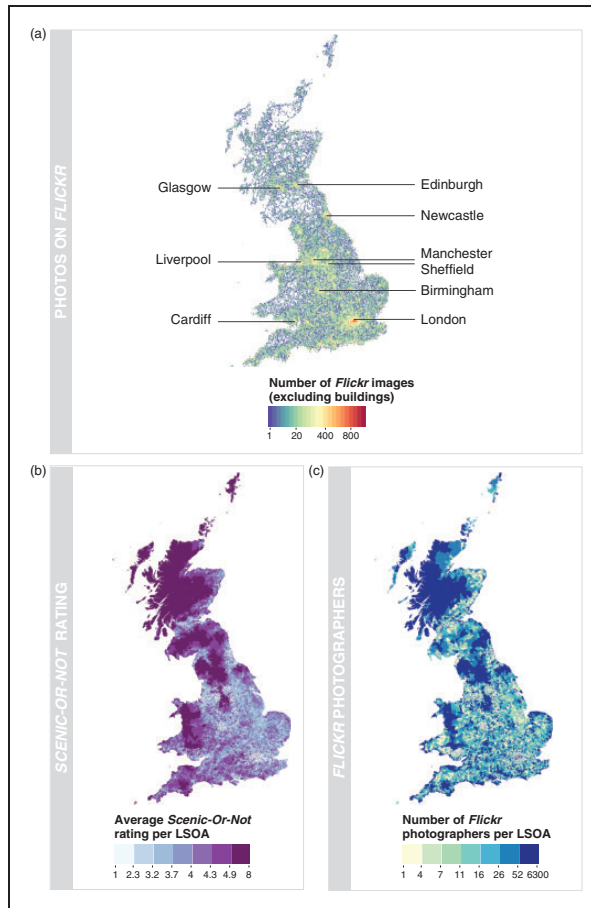 (a)
PHOTOS ON FLICKR
Glasgow
Edinburgh
Newcastle
Liverpool
Manchester
Sheffield
Birmingham
Cardiff
London
Number of Flickr images
(excluding buildings)
1 20 400 800
(b)
SCENIC-OR-NOT RATING
Average Scenic-Or-Not
rating per LSOA
1 2.3 3.2 3.7 4 4.3 4.9 8
(c)
FLICKR PHOTOGRAPHERS
Number of Flickr
photographers per LSOA
1 4 7 11 16 26 52 6300